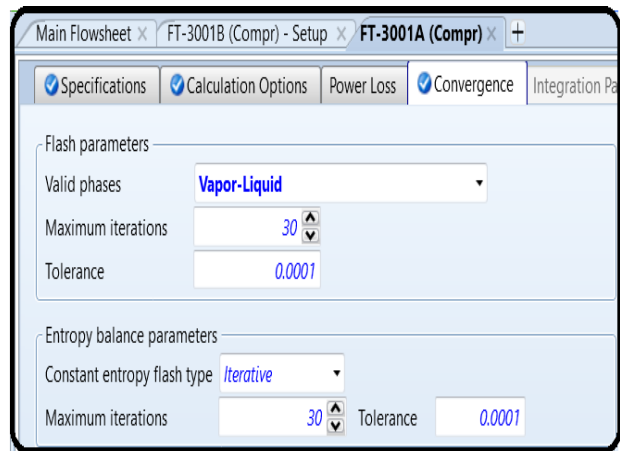 Main Flowsheet × FT-3001B (Compr) - Setup × FT-3001A (Compr) × +
Specifications Calculation Options Power Loss Convergence Integration Pa
Flash parameters
Valid phases Vapor-Liquid
Maximum iterations 30
Tolerance 0.0001
Entropy balance parameters
Constant entropy flash type Iterative
Maximum iterations 30 Tolerance 0.0001